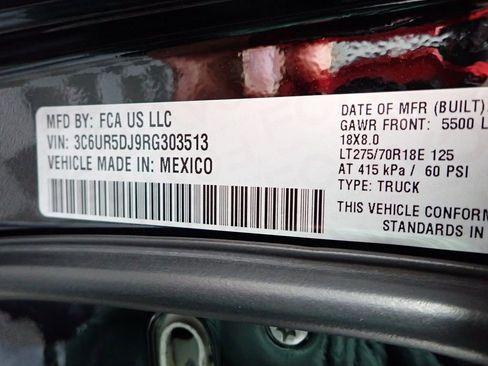 MFD BY: FCA US LLC
VIN: 3C6UR5DJ9RG303513
VEHICLE MADE IN: MEXICO
DATE OF MFR (BUILT):
GAWR FRONT: 5500 L
18X8.0
LT275/70R18E 125
AT 415 kPa / 60 PSI
TYPE: TRUCK
THIS VEHICLE CONFORM
STANDARDS IN